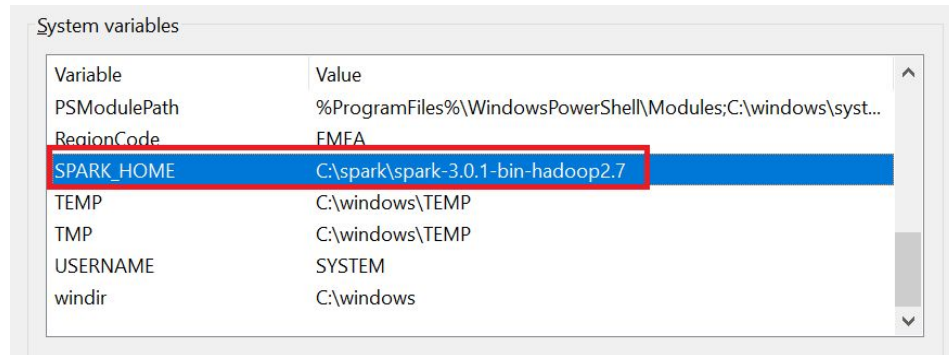 System variables
Variable Value
PSModulePath %ProgramFiles%\WindowsPowerShell\Modules;C:\windows\syst...
RegionCode EMEA
SPARK_HOME C:\spark\spark-3.0.1-bin-hadoop2.7
TEMP C:\windows\TEMP
TMP C:\windows\TEMP
USERNAME SYSTEM
windir C:\windows